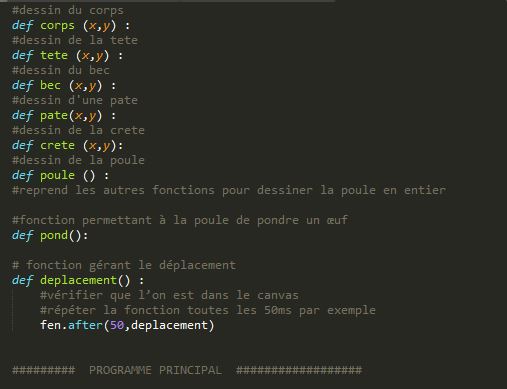 #dessin du corps
def corps (x,y) :
#dessin de la tete
def tete (x,y) :
#dessin du bec
def bec (x,y) :
#dessin d'une pate
def pate(x,y) :
#dessin de la crete
def crete (x,y):
#dessin de la poule
def poule () :
#reprend les autres fonctions pour dessiner la poule en entier
#fonction permettant à la poule de pondre un œuf
def pond():
# fonction gérant le déplacement
def deplacement() :
#vérifier que l’on est dans le canvas
#répéter la fonction toutes les 50ms par exemple
fen.after(50,deplacement)
######### PROGRAMME PRINCIPAL ##################